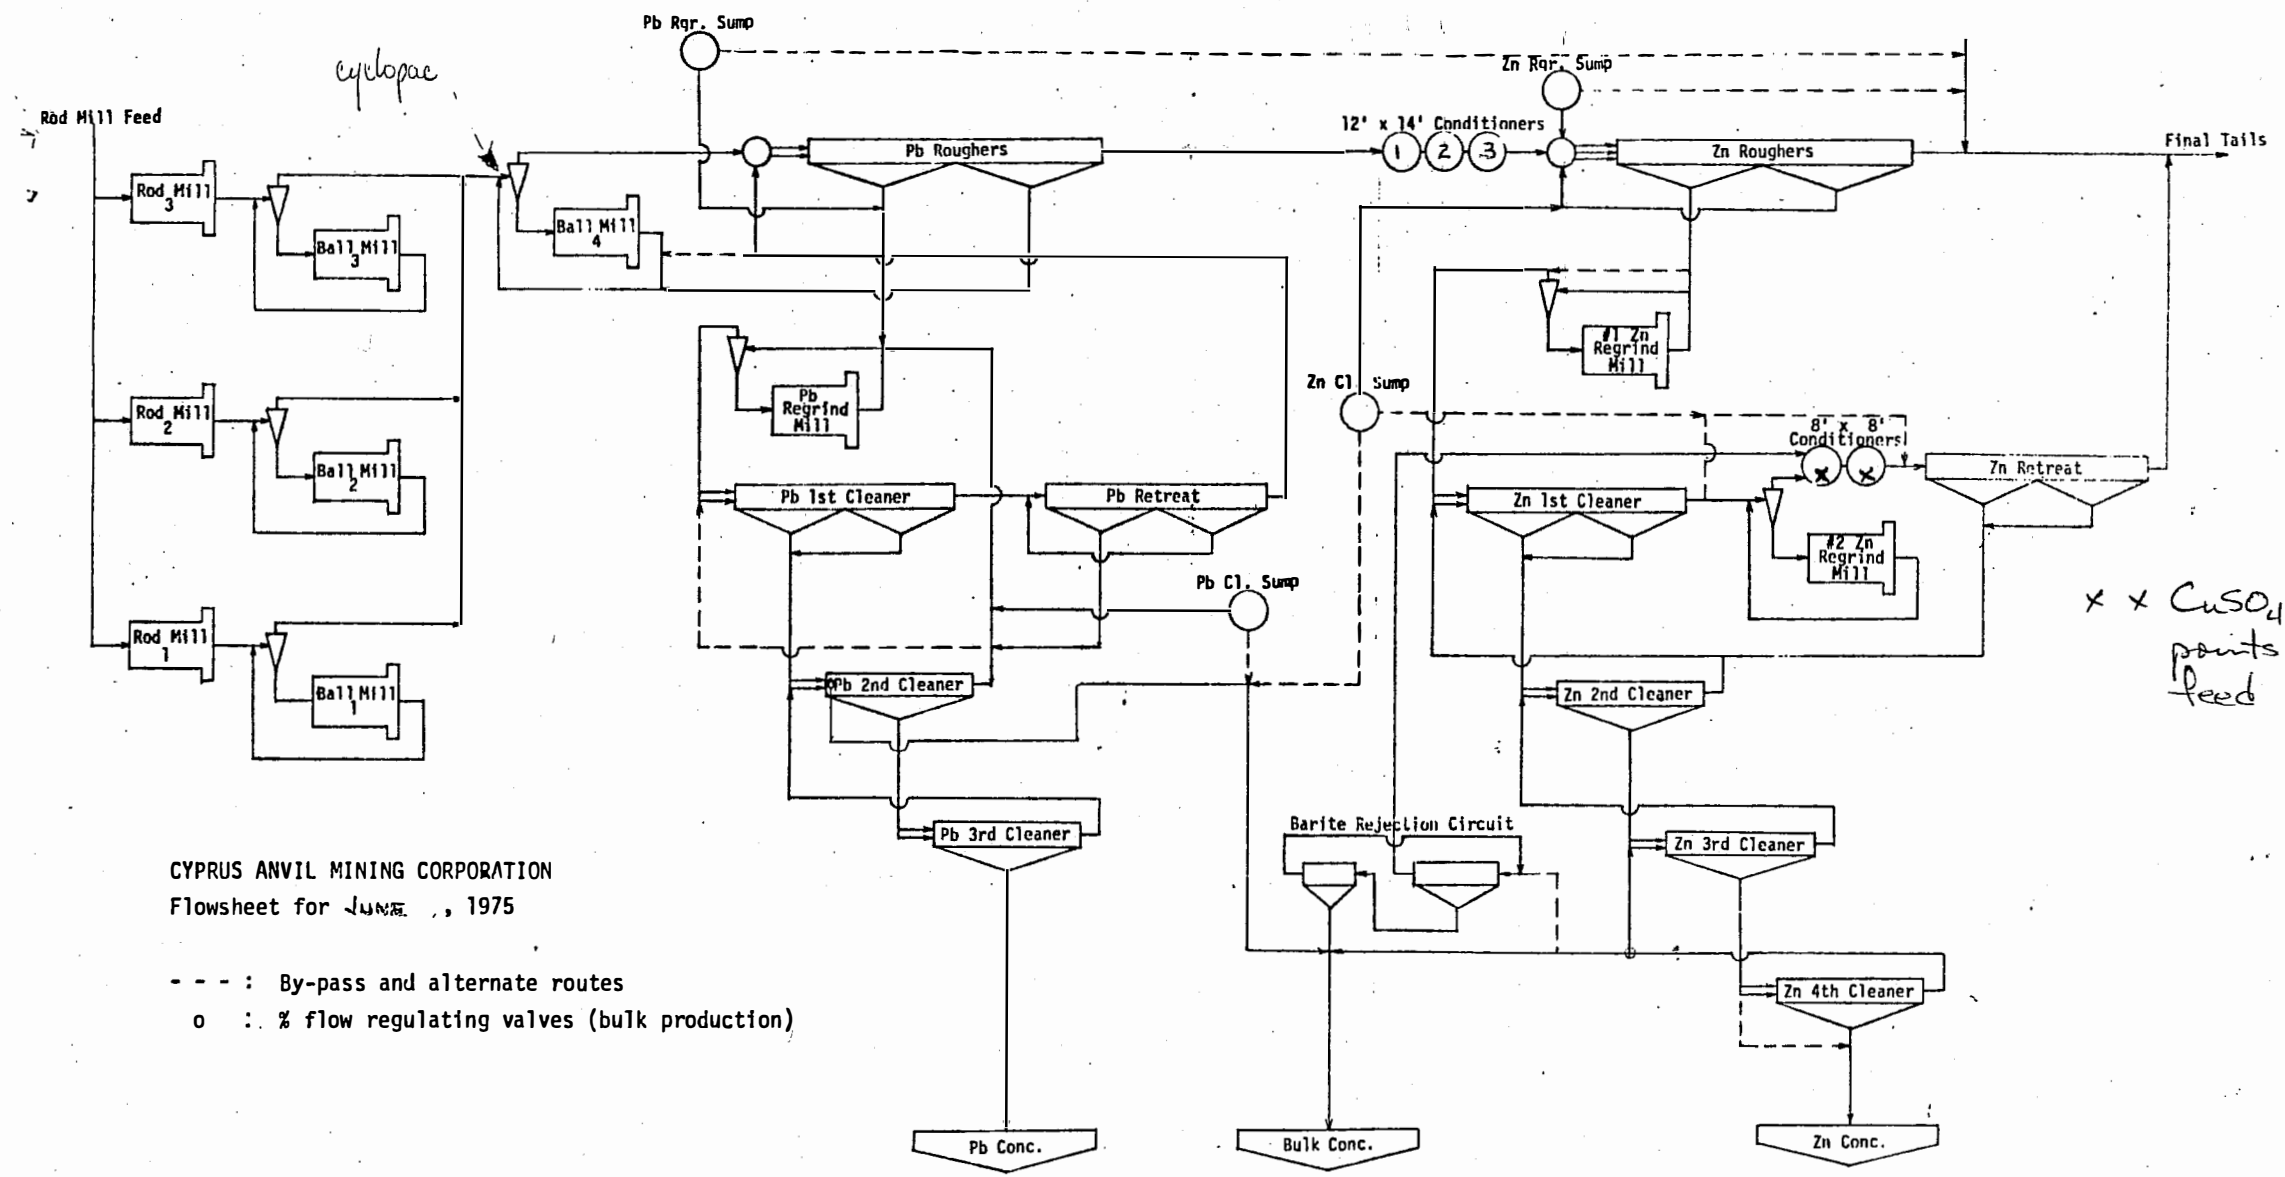 Pb Rgr. Sump
cyclopac
Zn Rgr. Sump
Rod Mill Feed
12' x 14' Conditioners
1 2 3
Final Tails
Pb Roughers
Zn Roughers
Rod Mill
3
Ball Mill
3
Ball Mill
4
#1 Zn
Regrind
Mill
Pb
Regrind
Mill
Zn Cl. Sump
Rod Mill
2
Ball Mill
2
8' x 8'
Conditioners
x x
Zn Retreat
Pb 1st Cleaner
Pb Retreat
Zn 1st Cleaner
#2 Zn
Regrind
Mill
Pb Cl. Sump
x x CuSO4
points
feed
Rod Mill
1
Ball Mill
1
Pb 2nd Cleaner
Zn 2nd Cleaner
Barite Rejection Circuit
Pb 3rd Cleaner
Zn 3rd Cleaner
CYPRUS ANVIL MINING CORPORATION
Flowsheet for JUNE , 1975
- - - : By-pass and alternate routes
o : % flow regulating valves (bulk production)
Zn 4th Cleaner
Pb Conc.
Bulk Conc.
Zn Conc.